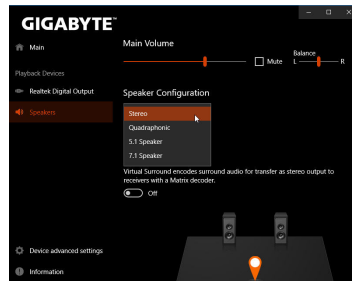 GIGABYTE™
Main
Playback Devices
Realtek Digital Output
Speakers
Device advanced settings
Information
Main Volume
Mute
Balance
L R
Speaker Configuration
Stereo
Quadraphonic
5.1 Speaker
7.1 Speaker
Virtual Surround encodes surround audio for transfer as stereo output to
receivers with a Matrix decoder.
Off